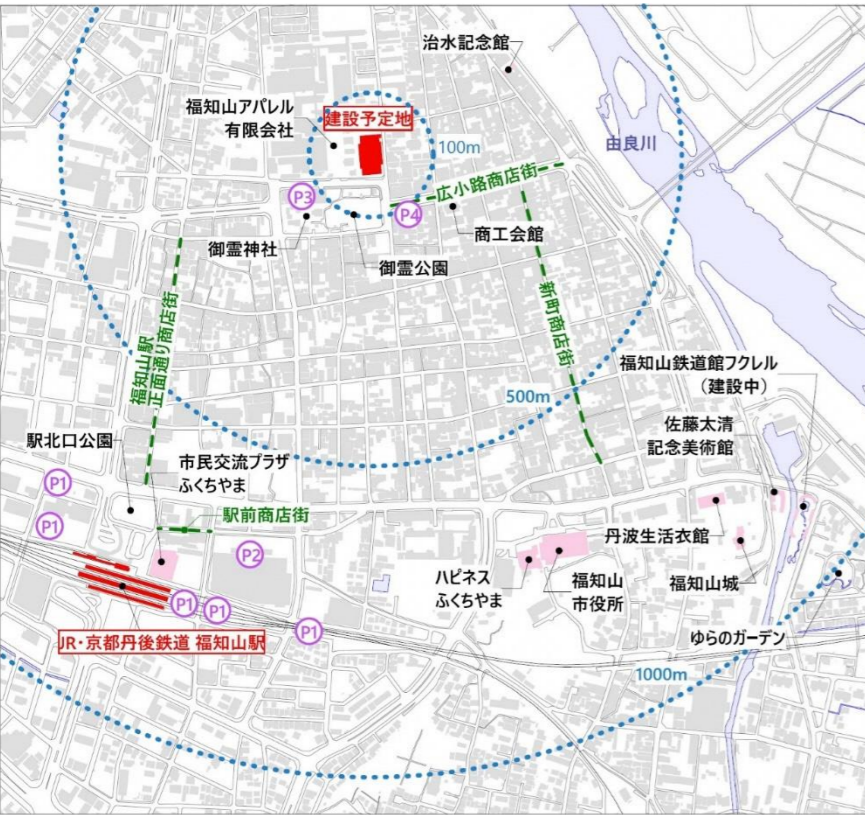 治水記念館
福知山アパレル
有限会社
建設予定地
100m
由良川
P3
P4
広小路商店街
商工会館
御霊神社
御霊公園
福知山駅
正面通り商店街
新町商店街
500m
福知山鉄道館フクレル
(建設中)
佐藤太清
記念美術館
駅北口公園
市民交流プラザ
ふくちやま
P1
P1
駅前商店街
P2
丹波生活衣館
ハピネス
ふくちやま
福知山
市役所
福知山城
P1
P1
P1
ゆらのガーデン
JR・京都丹後鉄道 福知山駅
1000m